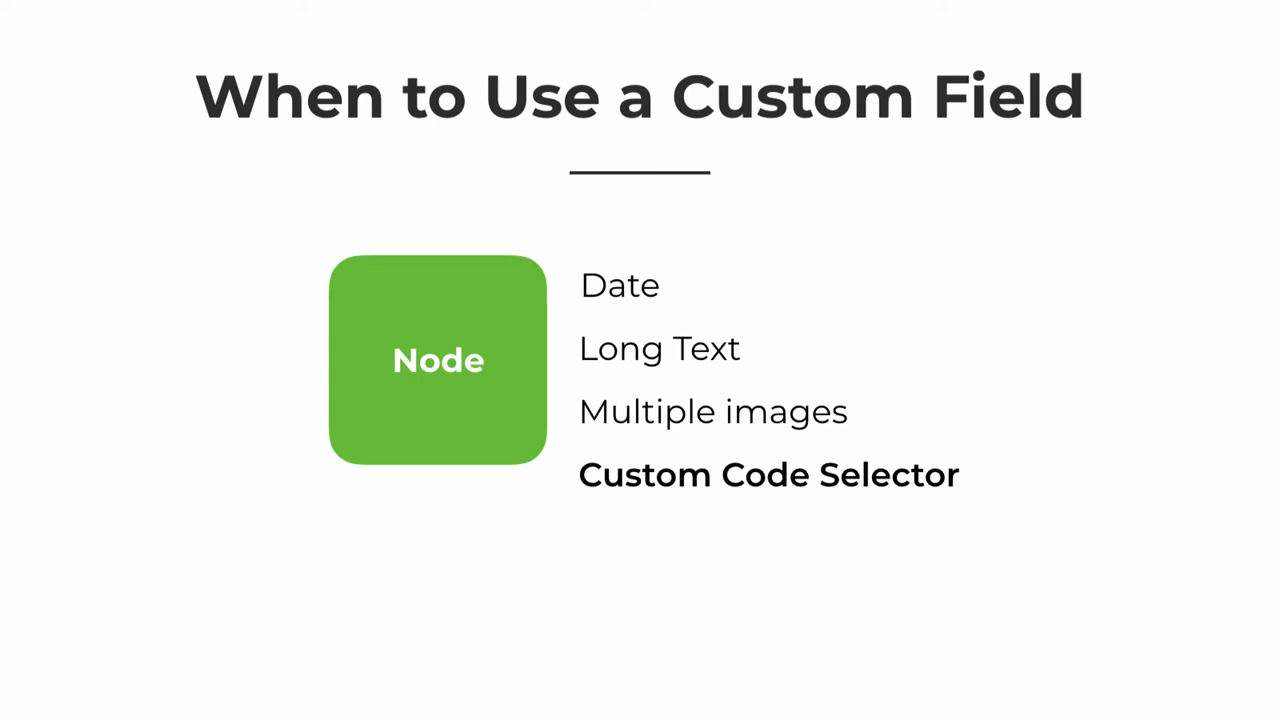 When to Use a Custom Field
Node
Date
Long Text
Multiple images
Custom Code Selector